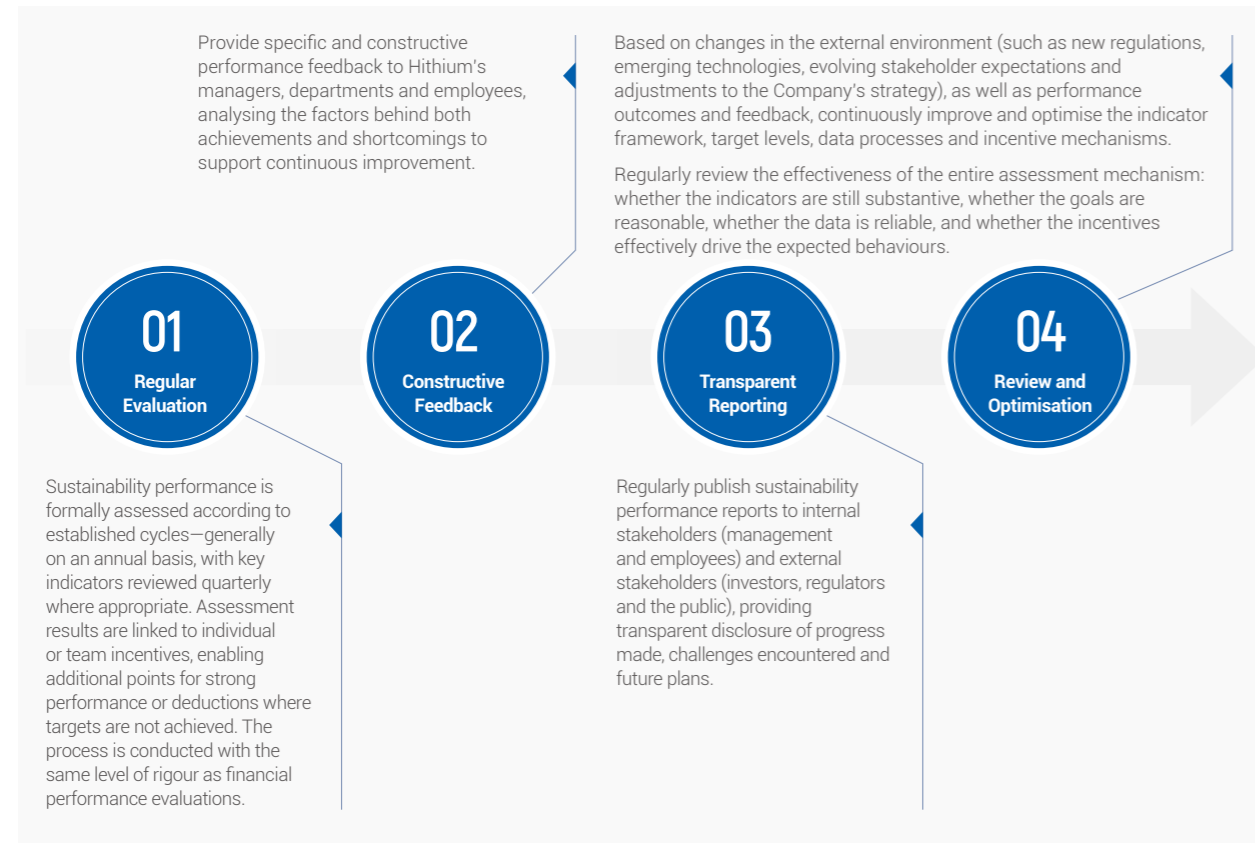 Provide specific and constructive
performance feedback to Hithium's
managers, departments and employees,
analysing the factors behind both
achievements and shortcomings to
support continuous improvement.
Based on changes in the external environment (such as new regulations,
emerging technologies, evolving stakeholder expectations and
adjustments to the Company's strategy), as well as performance
outcomes and feedback, continuously improve and optimise the indicator
framework, target levels, data processes and incentive mechanisms.
Regularly review the effectiveness of the entire assessment mechanism:
whether the indicators are still substantive, whether the goals are
reasonable, whether the data is reliable, and whether the incentives
effectively drive the expected behaviours.
01
Regular
Evaluation
02
Constructive
Feedback
03
Transparent
Reporting
04
Review and
Optimisation
Sustainability performance is
formally assessed according to
established cycles—generally
on an annual basis, with key
indicators reviewed quarterly
where appropriate. Assessment
results are linked to individual
or team incentives, enabling
additional points for strong
performance or deductions where
targets are not achieved. The
process is conducted with the
same level of rigour as financial
performance evaluations.
Regularly publish sustainability
performance reports to internal
stakeholders (management
and employees) and external
stakeholders (investors, regulators
and the public), providing
transparent disclosure of progress
made, challenges encountered and
future plans.